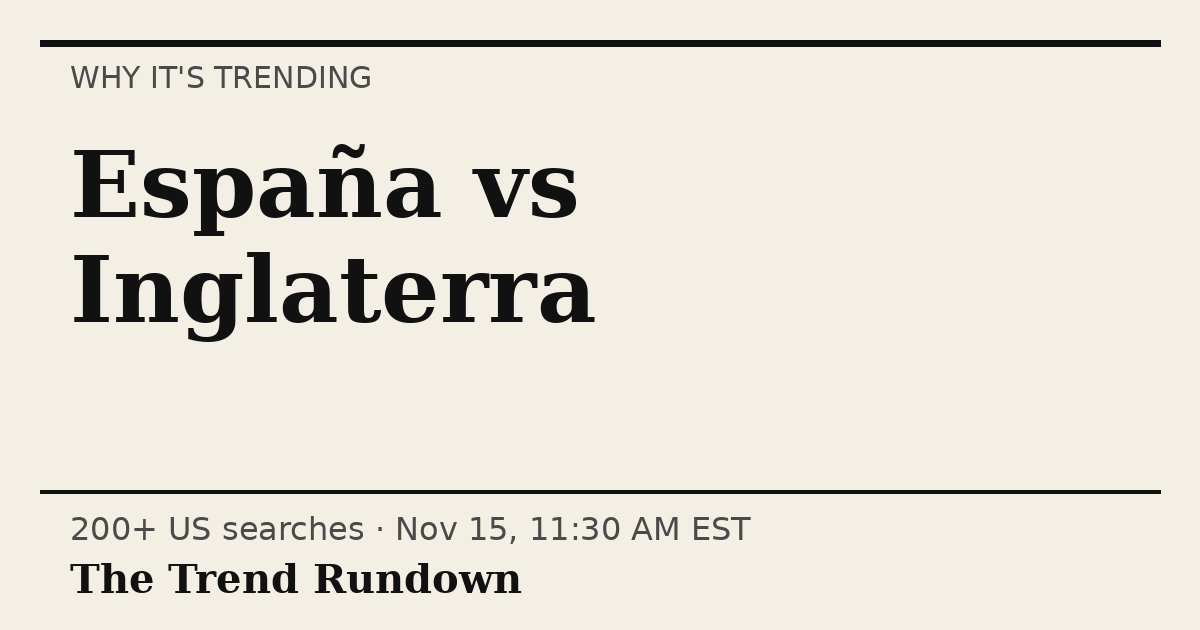 WHY IT'S TRENDING
España vs
Inglaterra
200+ US searches · Nov 15, 11:30 AM EST
The Trend Rundown